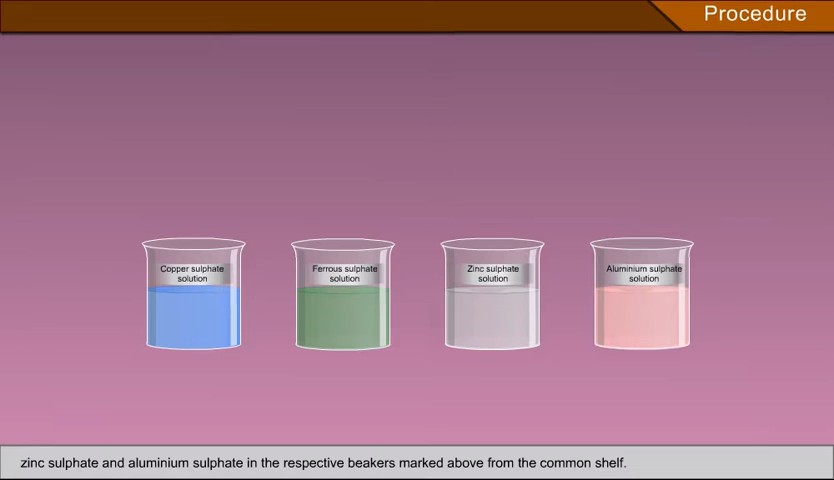 Procedure
Copper sulphate
solution
Ferrous sulphate
solution
Zinc sulphate
solution
Aluminium sulphate
solution
zinc sulphate and aluminium sulphate in the respective beakers marked above from the common shelf.